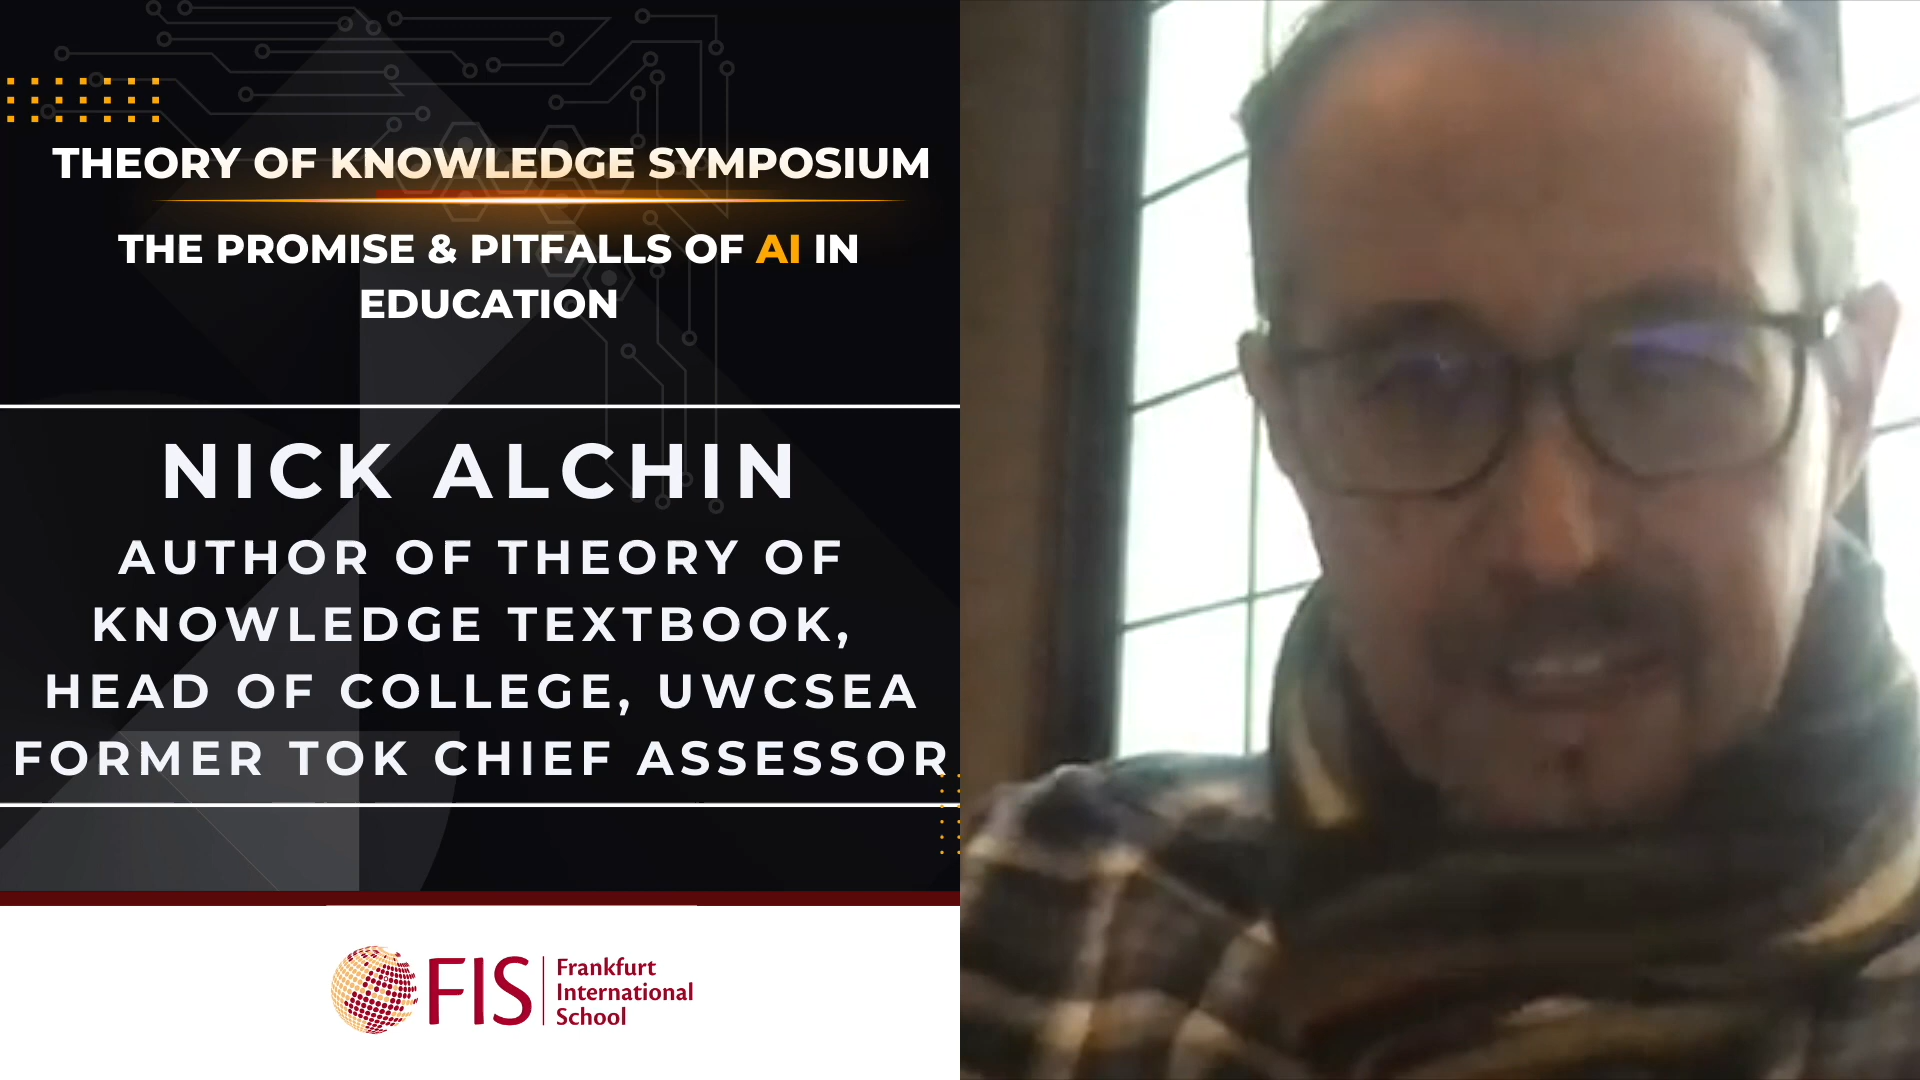 THEORY OF KNOWLEDGE SYMPOSIUM
THE PROMISE & PITFALLS OF AI IN
EDUCATION
NICK ALCHIN
AUTHOR OF THEORY OF
KNOWLEDGE TEXTBOOK,
HEAD OF COLLEGE, UWCSEA
FORMER TOK CHIEF ASSESSOR
FIS
Frankfurt
International
School